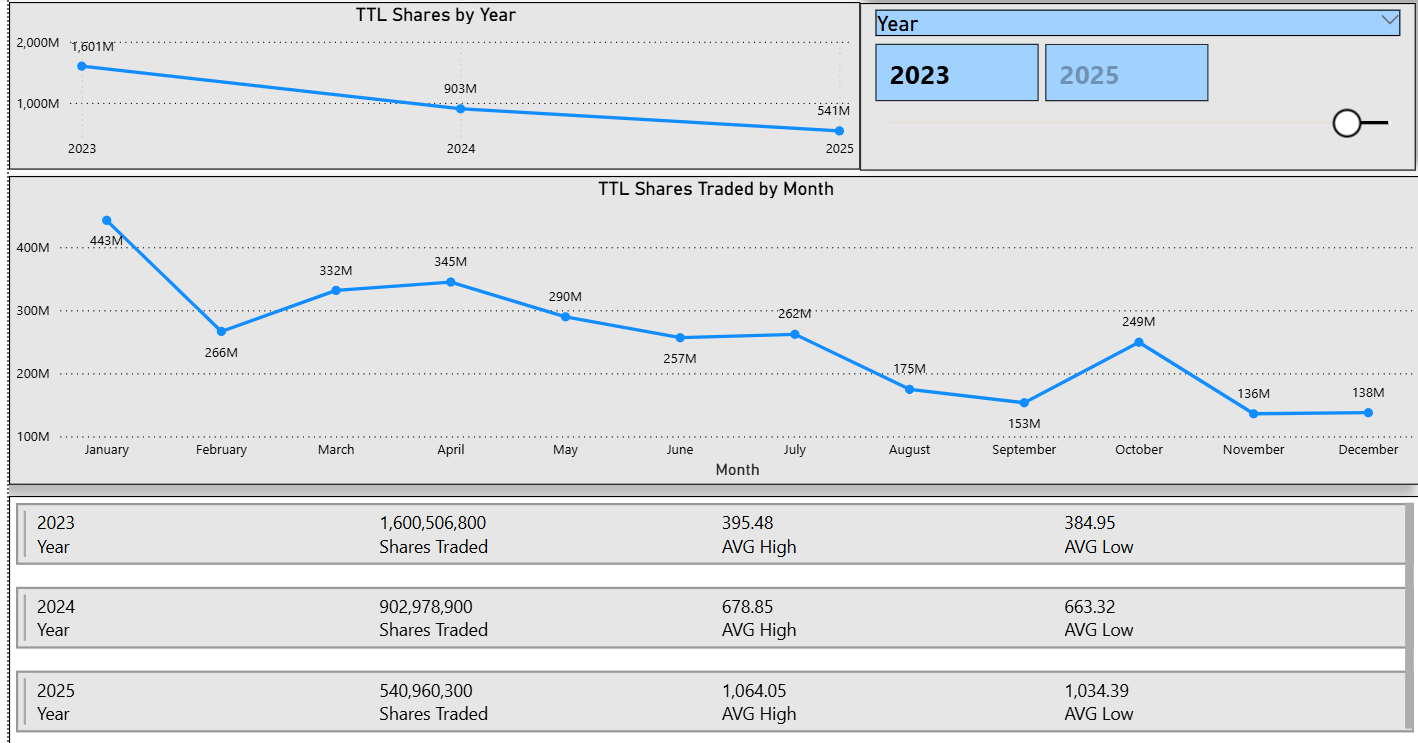 TTL Shares by Year
2,000M
1,000M
1,601M
903M
541M
2023 2024 2025
Year
2023 2025
TTL Shares Traded by Month
400M
300M
200M
100M
443M
266M
332M
345M
290M
257M
262M
175M
153M
249M
136M
138M
January February March April May June July August September October November December
Month
2023 1,600,506,800 395.48 384.95
Year Shares Traded AVG High AVG Low
2024 902,978,900 678.85 663.32
Year Shares Traded AVG High AVG Low
2025 540,960,300 1,064.05 1,034.39
Year Shares Traded AVG High AVG Low